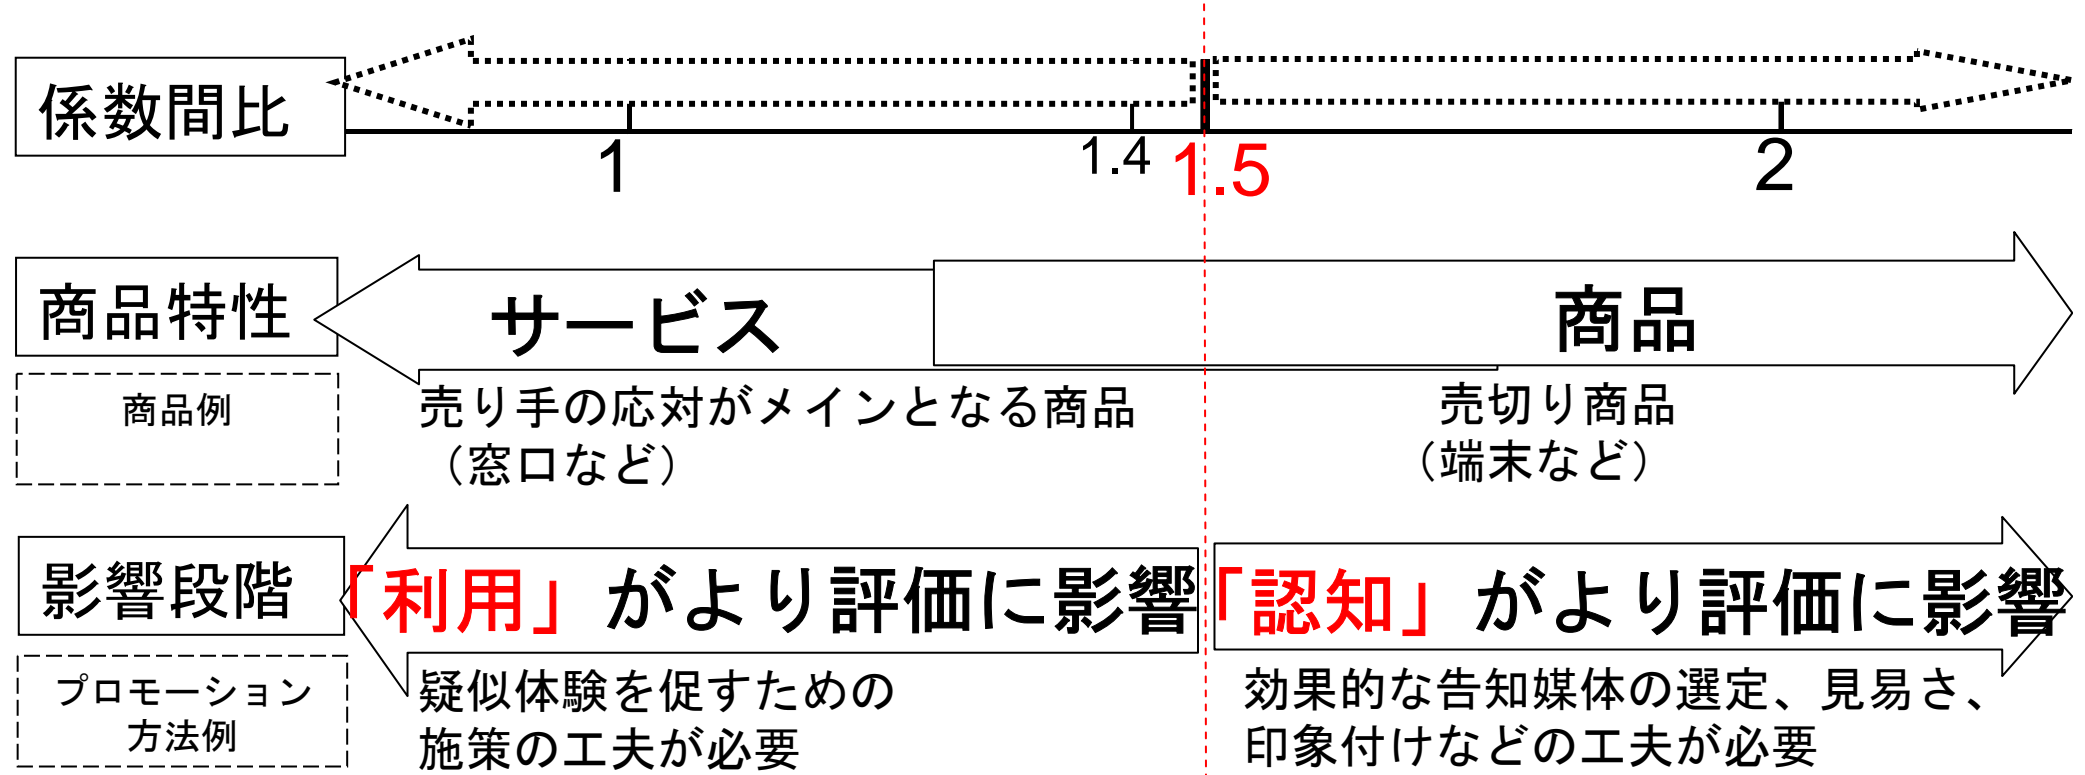 係数間比
1
1.4
1.5
2
商品特性
サービス
商品
商品例
売り手の応対がメインとなる商品
（窓口など）
売切り商品
（端末など）
影響段階
「利用」がより評価に影響
「認知」がより評価に影響
プロモーション
方法例
疑似体験を促すための
施策の工夫が必要
効果的な告知媒体の選定、見易さ、
印象付けなどの工夫が必要